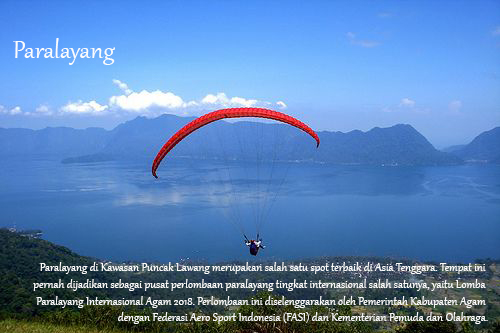 Paralayang
Paralayang di Kawasan Puncak Lawang merupakan salah satu spot terbaik di Asia Tenggara. Tempat ini
pernah dijadikan sebagai pusat perlombaan paralayang tingkat internasional salah satunya, yaitu Lomba
Paralayang Internasional Agam 2018. Perlombaan ini diselenggarakan oleh Pemerintah Kabupaten Agam
dengan Federasi Aero Sport Indonesia (FASI) dan Kementerian Pemuda dan Olahraga.